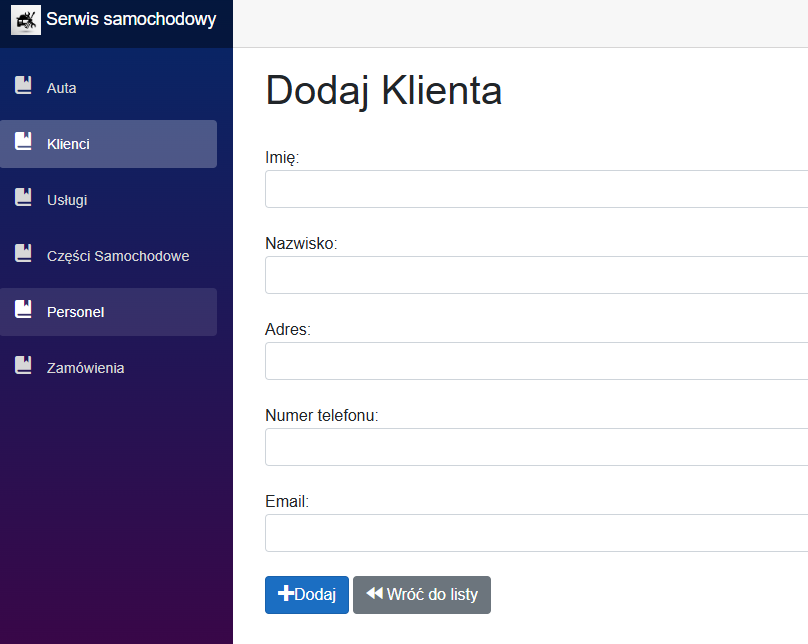 Serwis samochodowy
Auta
Klienci
Usługi
Części Samochodowe
Personel
Zamówienia
Dodaj Klienta
Imię:
Nazwisko:
Adres:
Numer telefonu:
Email:
Dodaj
Wróć do listy